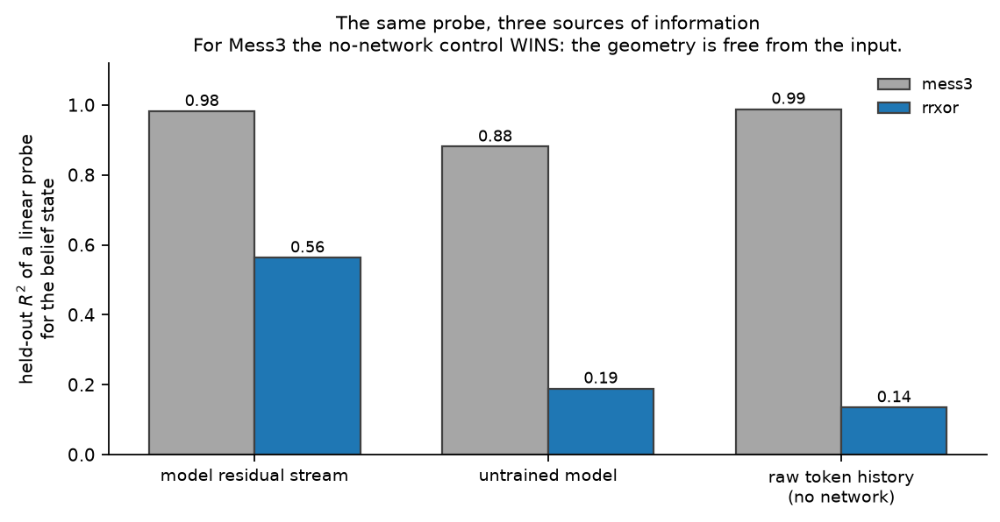 The same probe, three sources of information
For Mess3 the no-network control WINS: the geometry is free from the input.
mess3
rrxor
held-out R² of a linear probe
for the belief state
1.0
0.8
0.6
0.4
0.2
0.0
0.98
0.56
0.88
0.19
0.99
0.14
model residual stream
untrained model
raw token history
(no network)